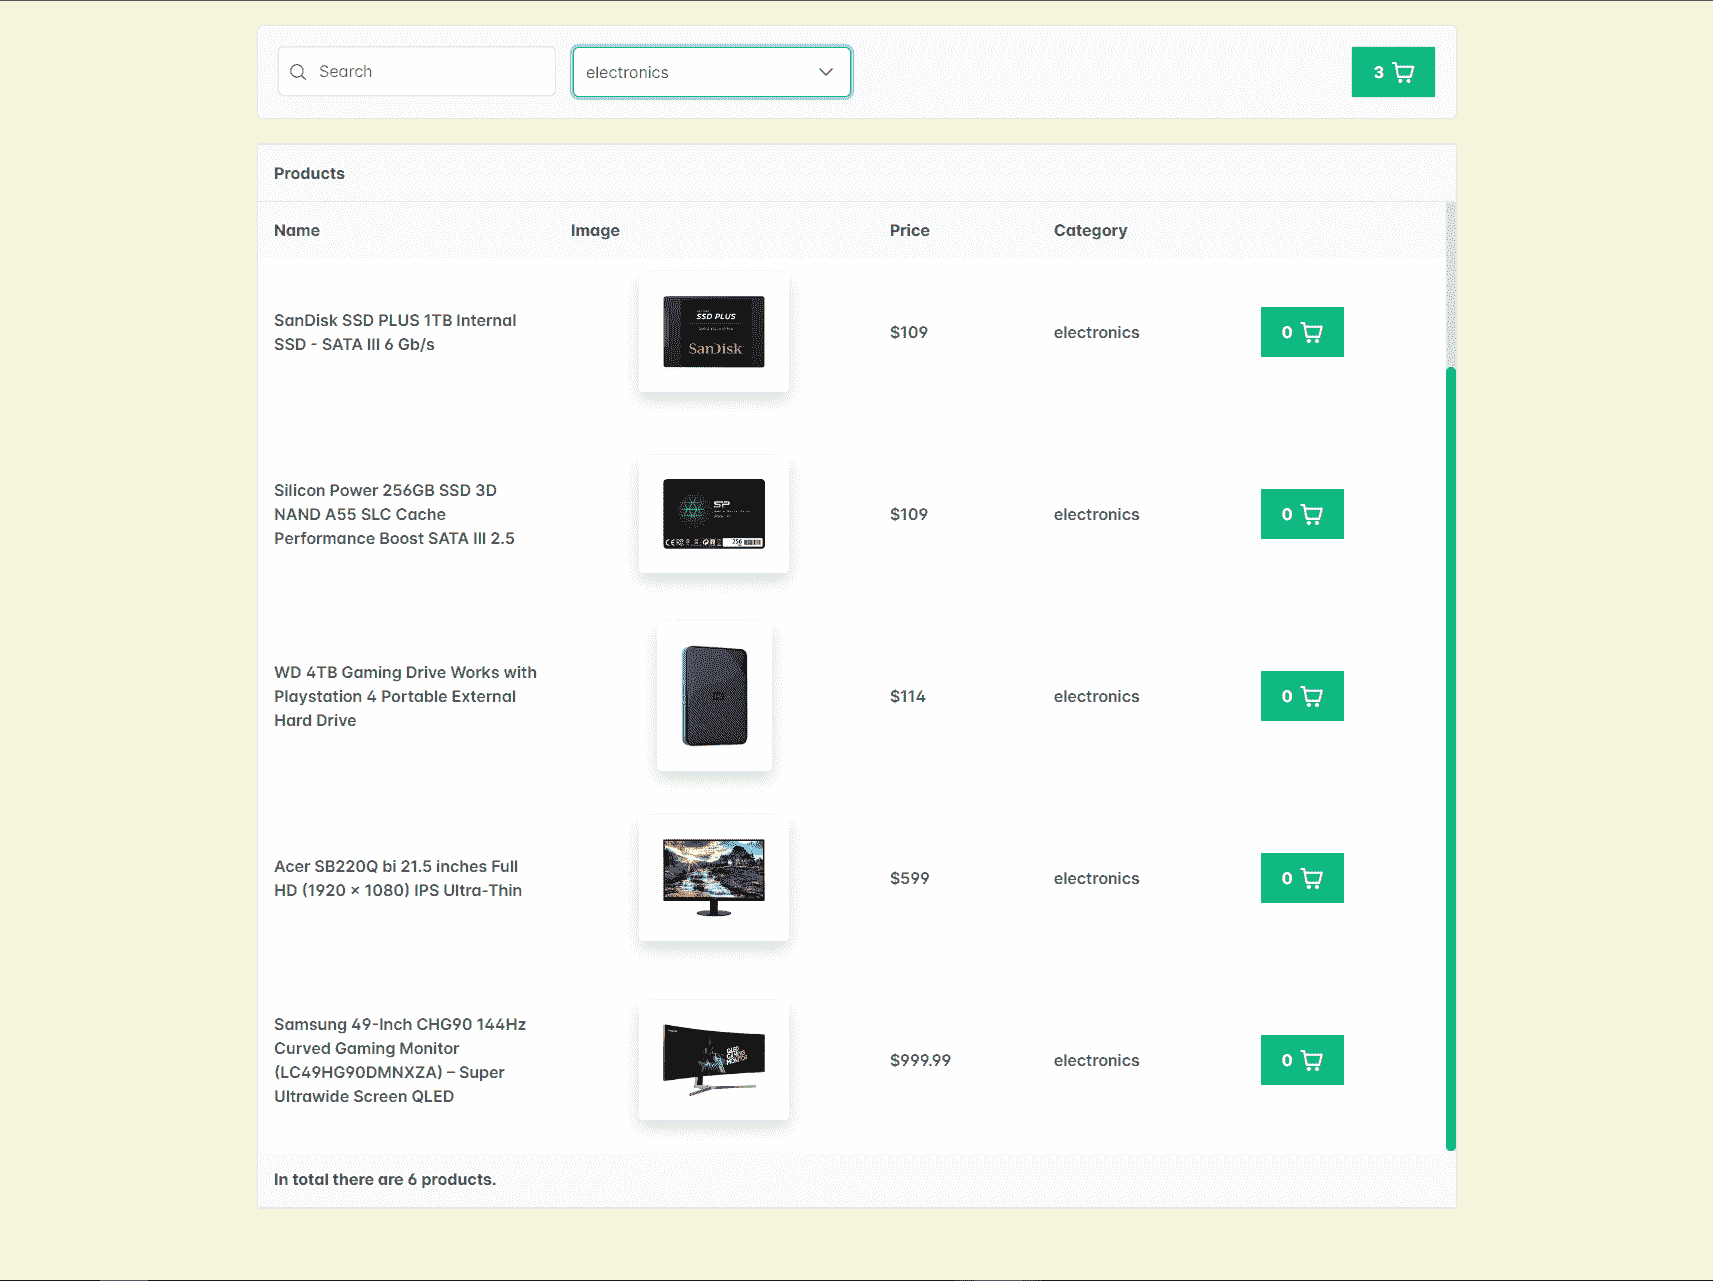 Search
electronics
3
Products
Name Image Price Category
SanDisk SSD PLUS 1TB Internal
SSD - SATA III 6 Gb/s
SSD PLUS
SanDisk
$109
electronics
0
Silicon Power 256GB SSD 3D
NAND A55 SLC Cache
Performance Boost SATA III 2.5
SP
256
$109
electronics
0
WD 4TB Gaming Drive Works with
Playstation 4 Portable External
Hard Drive
$114
electronics
0
Acer SB220Q bi 21.5 inches Full
HD (1920 x 1080) IPS Ultra-Thin
$599
electronics
0
Samsung 49-Inch CHG90 144Hz
Curved Gaming Monitor
(LC49HG90DMNXZA) – Super
Ultrawide Screen QLED
QLED
GAMING
MONITOR
$999.99
electronics
0
In total there are 6 products.